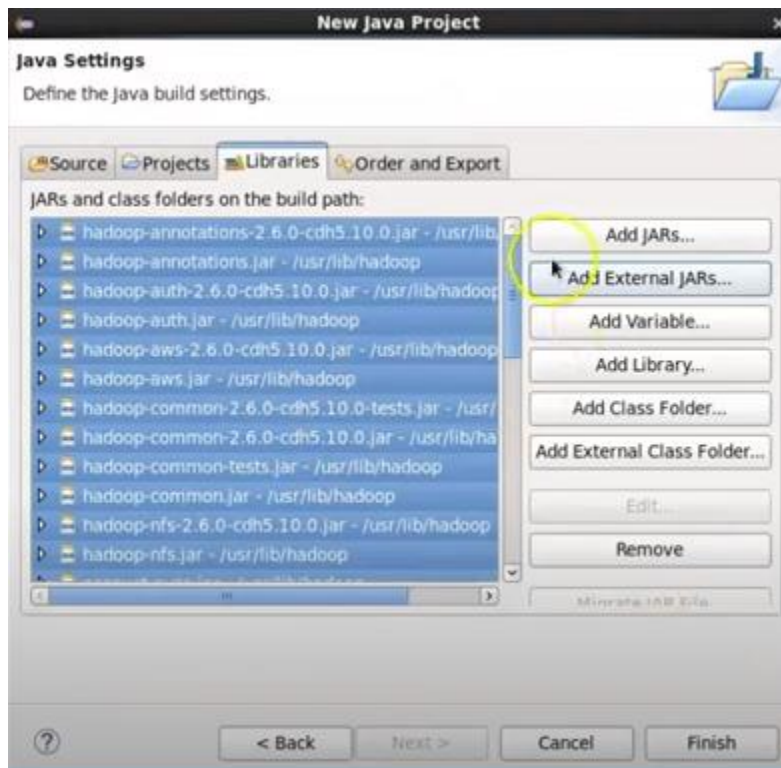 New Java Project
Java Settings
Define the Java build settings.
Source
Projects
Libraries
Order and Export
JARs and class folders on the build path:
hadoop-annotations-2.6.0-cdh5.10.0.jar - /usr/lib
hadoop-annotations.jar - /usr/lib/hadoop
hadoop-auth-2.6.0-cdh5.10.0.jar - /usr/lib/hadoop
hadoop-auth.jar - /usr/lib/hadoop
hadoop-aws-2.6.0-cdh5.10.0.jar - /usr/lib/hadoop
hadoop-aws.jar - /usr/lib/hadoop
hadoop-common-2.6.0-cdh5.10.0-tests.jar - /usr/
hadoop-common-2.6.0-cdh5.10.0.jar - /usr/lib/ha
hadoop-common-tests.jar - /usr/lib/hadoop
hadoop-common.jar - /usr/lib/hadoop
hadoop-nfs-2.6.0-cdh5.10.0.jar - /usr/lib/hadoop
hadoop-nfs.jar - /usr/lib/hadoop
Add JARs...
Add External JARs...
Add Variable...
Add Library...
Add Class Folder...
Add External Class Folder...
Edit...
Remove
Migrate JAR File
< Back
Next >
Cancel
Finish